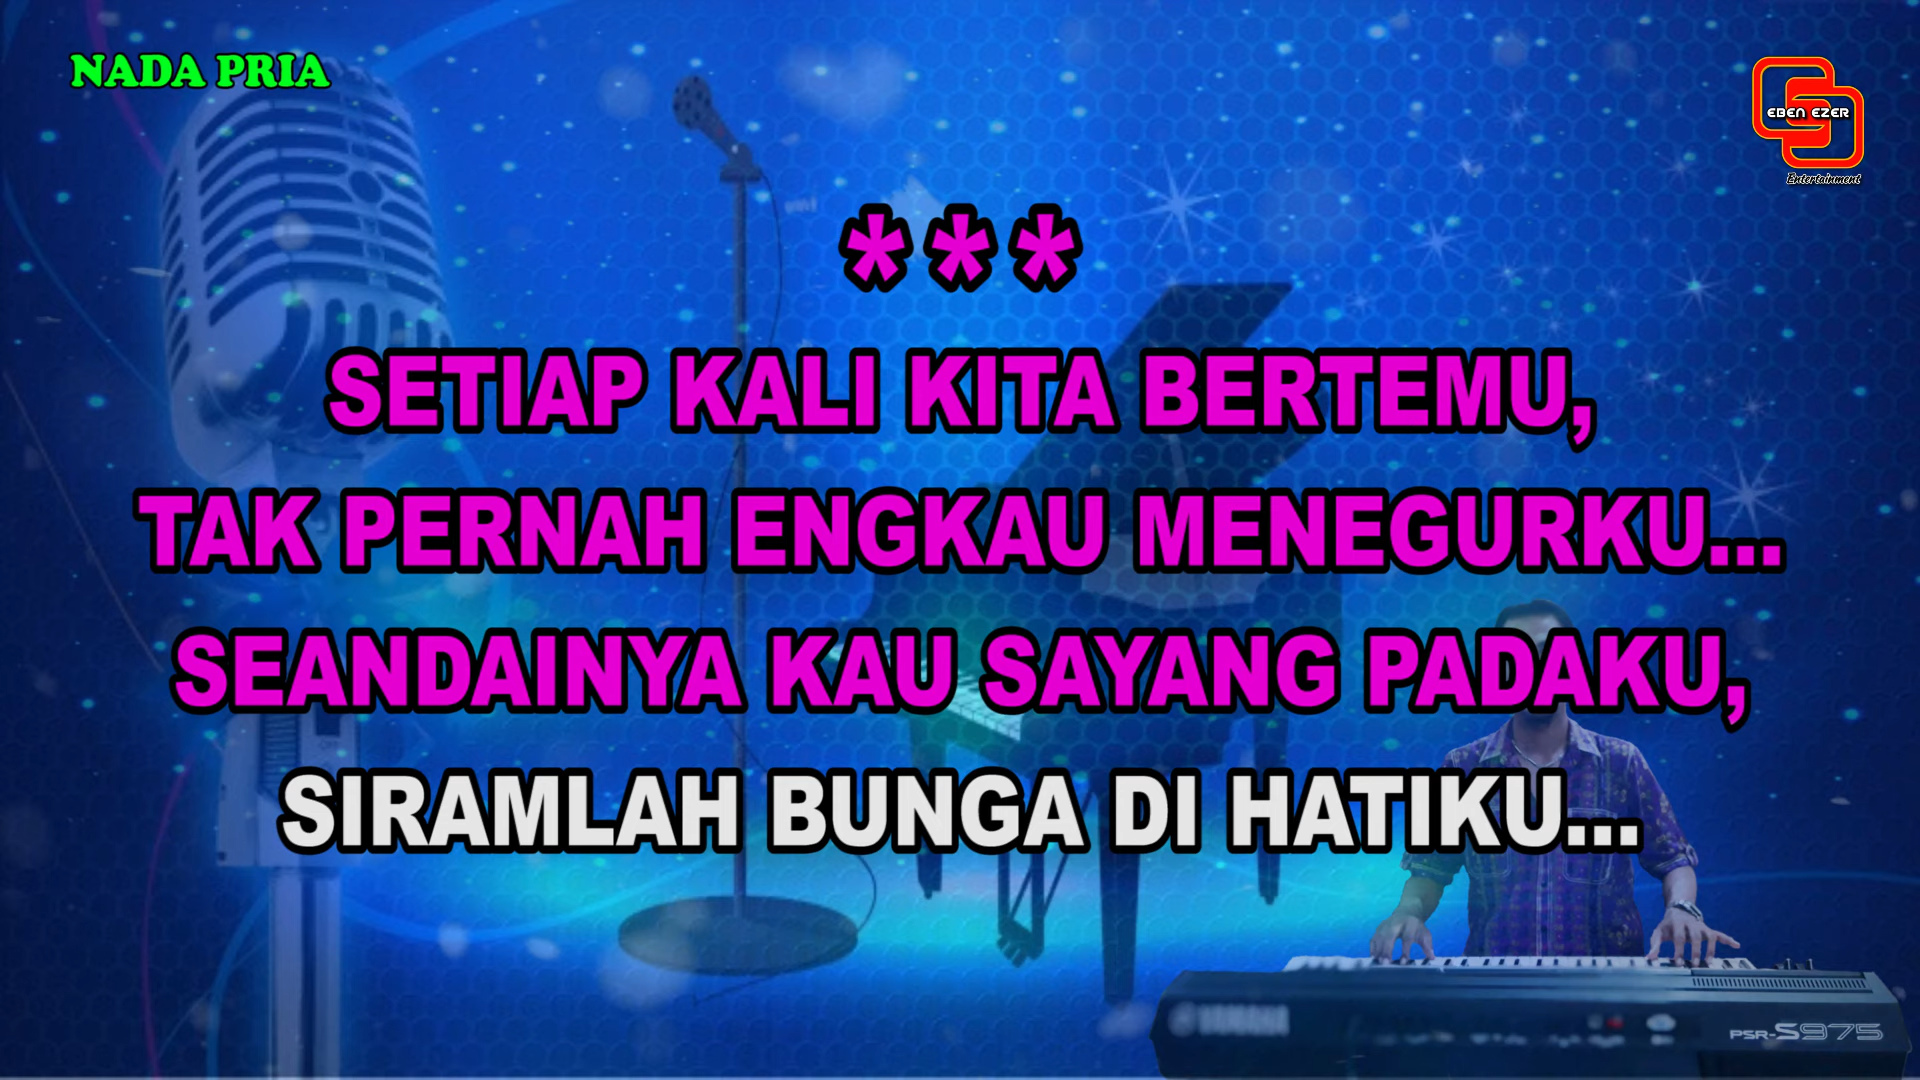 NADA PRIA
EBEN EZER
Entertainment
***
SETIAP KALI KITA BERTEMU,
TAK PERNAH ENGKAU MENEGURKU...
SEANDAINYA KAU SAYANG PADAKU,
SIRAMLAH BUNGA DI HATIKU...
YAMAHA
PSR-S975